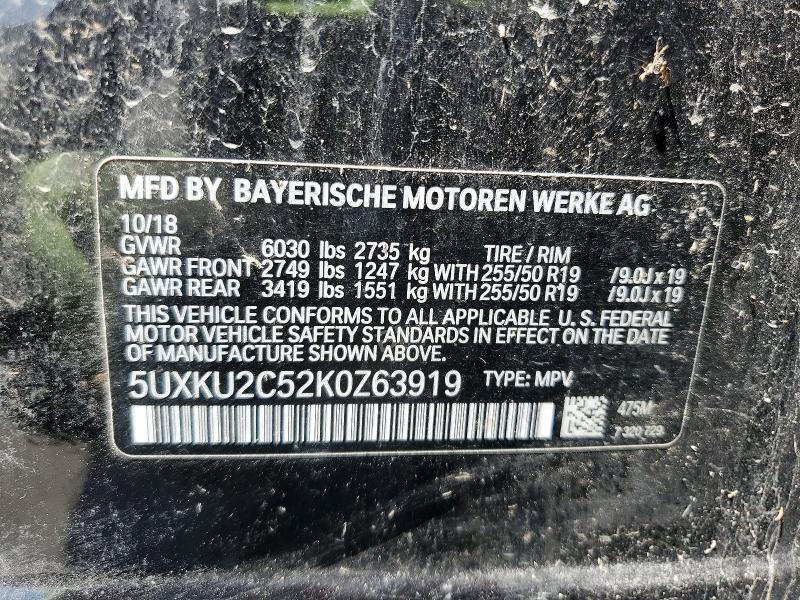 MFD BY BAYERISCHE MOTOREN WERKE AG
10/18
GVWR 6030 lbs 2735 kg TIRE / RIM
GAWR FRONT 2749 lbs 1247 kg WITH 255/50 R19 /9.0J x 19
GAWR REAR 3419 lbs 1551 kg WITH 255/50 R19 /9.0J x 19
THIS VEHICLE CONFORMS TO ALL APPLICABLE U. S. FEDERAL
MOTOR VEHICLE SAFETY STANDARDS IN EFFECT ON THE DATE
OF MANUFACTURE SHOWN ABOVE.
5UXKU2C52K0Z63919 TYPE: MPV
475M
7 320 723